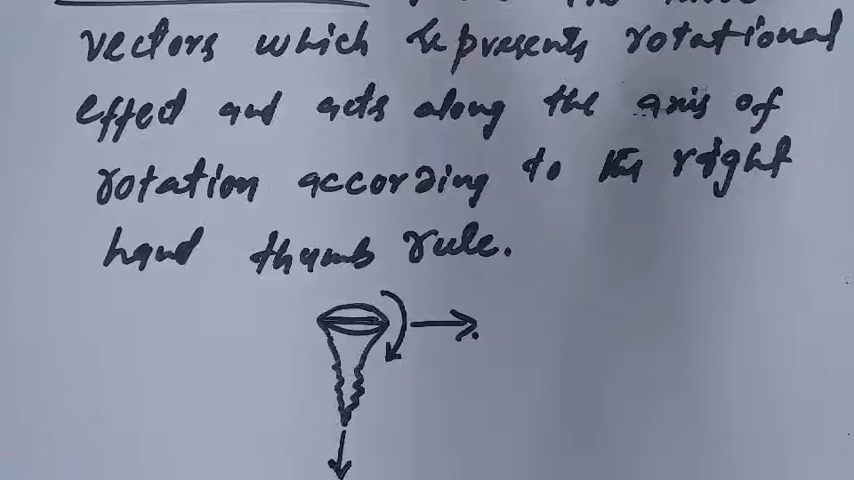 vectors which represents rotational
effect and acts along the axis of
rotation according to the right
hand thumb rule.